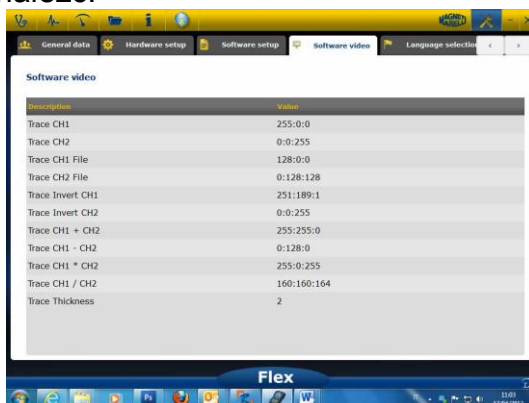 MAGNETI
MARELLI
General data Hardware setup Software setup Software video Language selection
Software video
Description Value
Trace CH1 255:0:0
Trace CH2 0:0:255
Trace CH1 File 128:0:0
Trace CH2 File 0:128:128
Trace Invert CH1 251:189:1
Trace Invert CH2 0:0:255
Trace CH1 + CH2 255:255:0
Trace CH1 - CH2 0:128:0
Trace CH1 * CH2 255:0:255
Trace CH1 / CH2 160:160:164
Trace Thickness 2
Flex
11:03